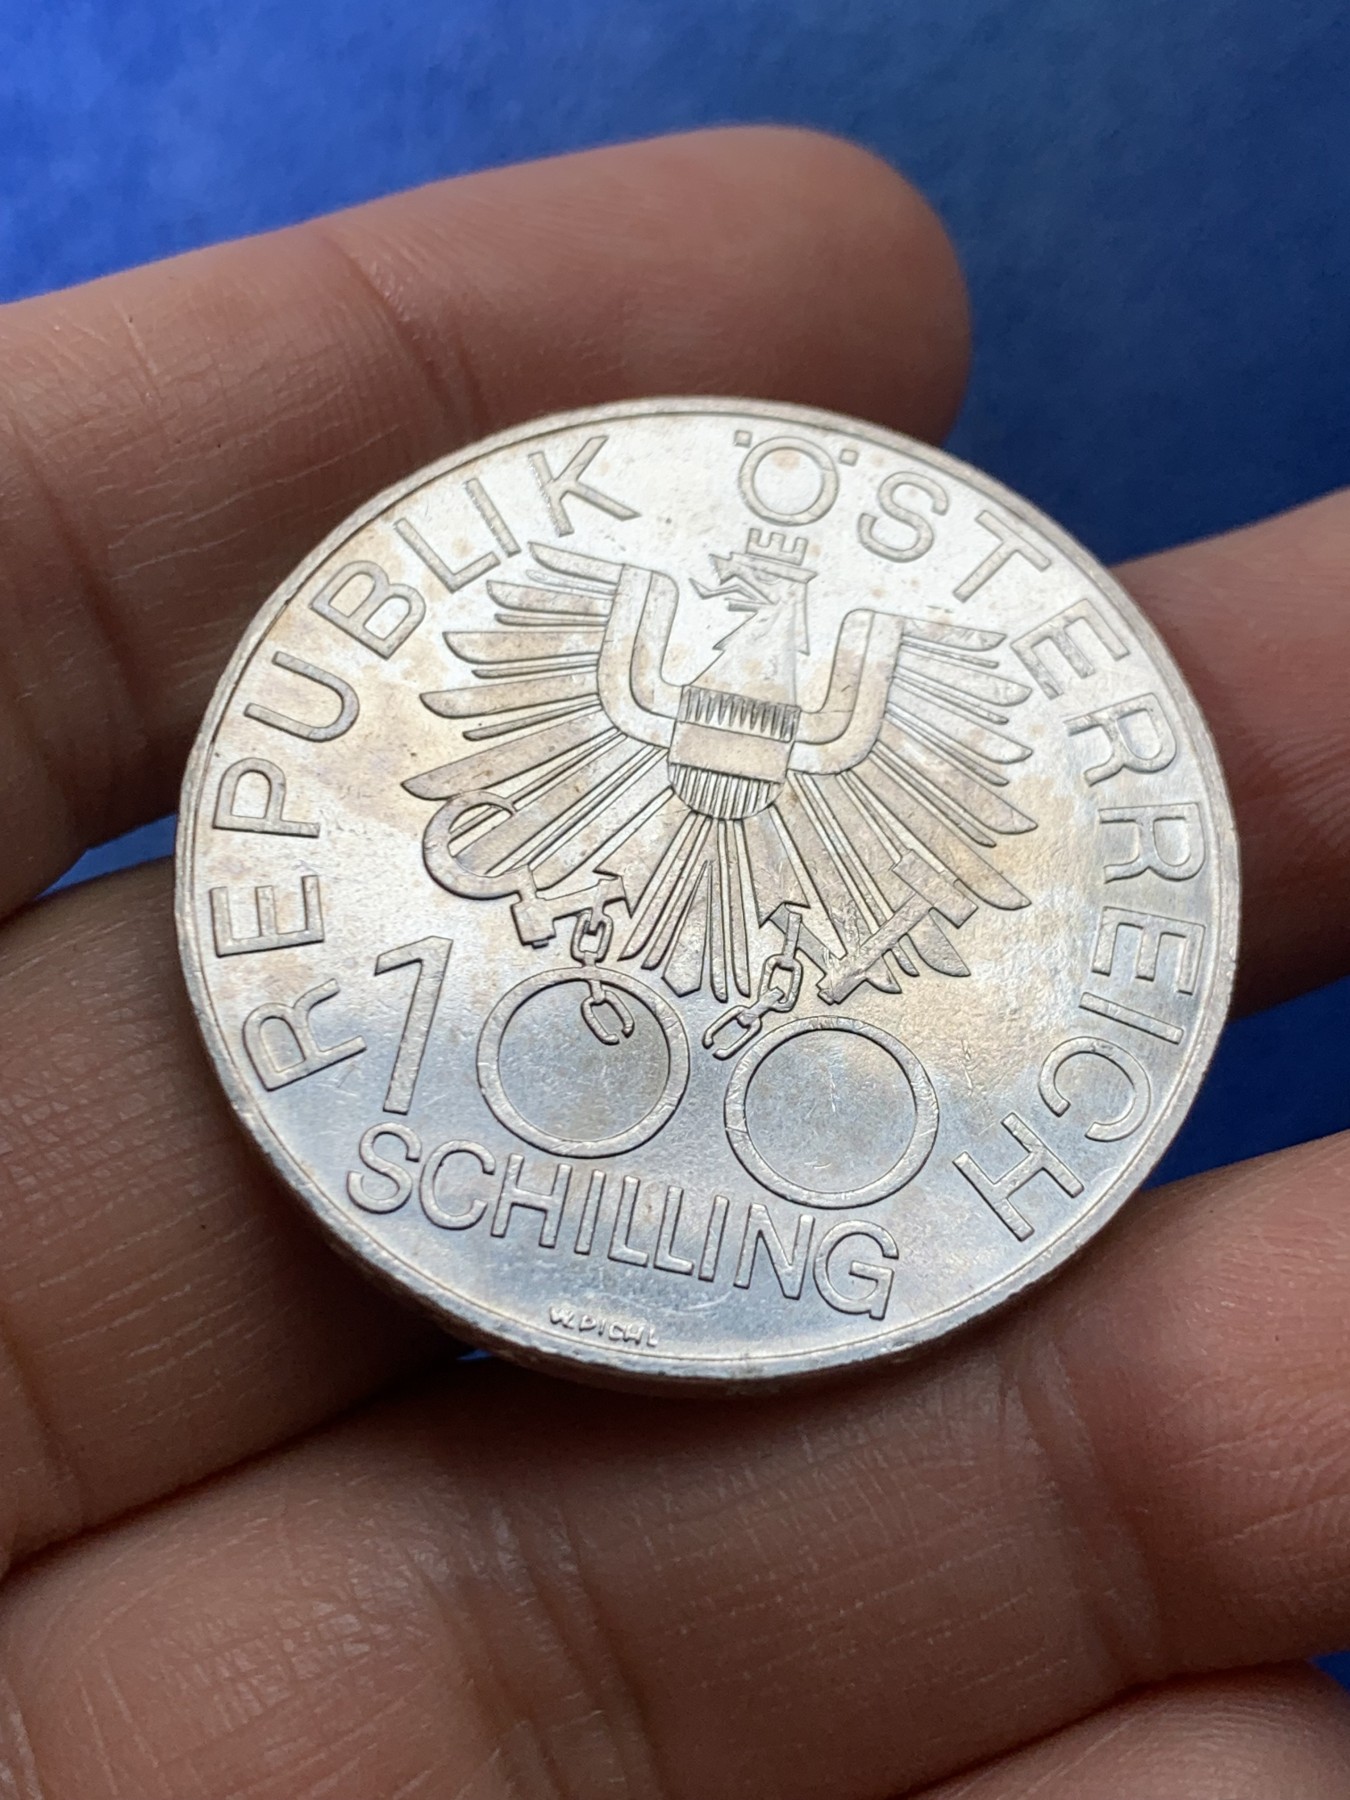 REPUBLIK ÖSTERREICH
100
SCHILLING
W. PICHL